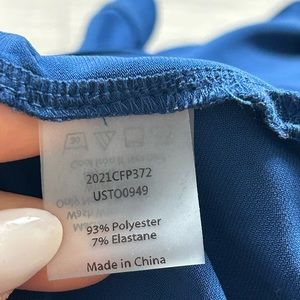 2021CFP372
USTO0949
93% Polyester
7% Elastane
Made in China